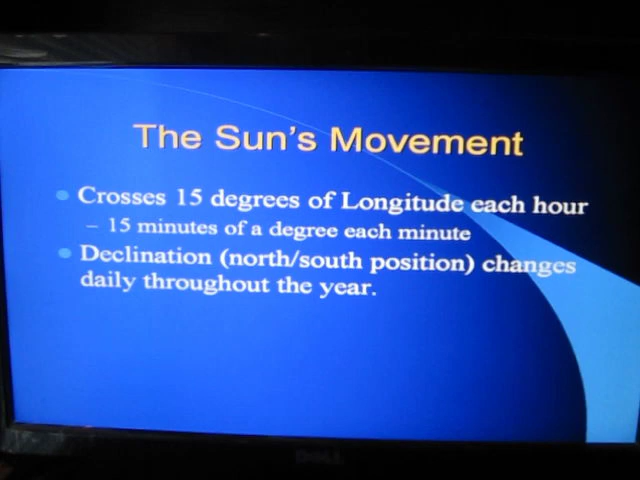 The Sun's Movement
Crosses 15 degrees of Longitude each hour
– 15 minutes of a degree each minute
Declination (north/south position) changes
daily throughout the year.
DELL